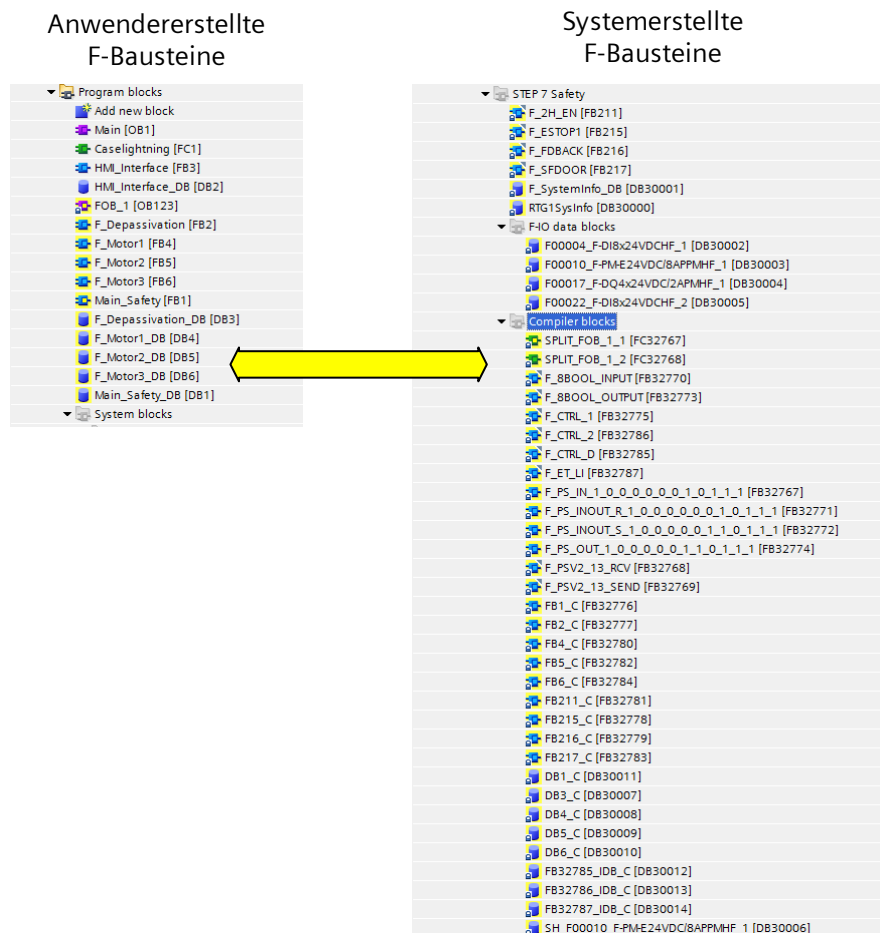 Anwendererstellte
F-Bausteine
Program blocks
Add new block
Main [OB1]
Caselightning [FC1]
HMI_Interface [FB3]
HMI_Interface_DB [DB2]
FOB_1 [OB123]
F_Depassivation [FB2]
F_Motor1 [FB4]
F_Motor2 [FB5]
F_Motor3 [FB6]
Main_Safety [FB1]
F_Depassivation_DB [DB3]
F_Motor1_DB [DB4]
F_Motor2_DB [DB5]
F_Motor3_DB [DB6]
Main_Safety_DB [DB1]
System blocks
Systemerstellte
F-Bausteine
STEP 7 Safety
F_2H_EN [FB211]
F_ESTOP1 [FB215]
F_FDBACK [FB216]
F_SFDOOR [FB217]
F_SystemInfo_DB [DB30001]
RTG1SysInfo [DB30000]
F-IO data blocks
F00004_F-DI8x24VDCHF_1 [DB30002]
F00010_F-PM-E24VDC/8APPMHF_1 [DB30003]
F00017_F-DQ4x24VDC/2APMHF_1 [DB30004]
F00022_F-DI8x24VDCHF_2 [DB30005]
Compiler blocks
SPLIT_FOB_1_1 [FC32767]
SPLIT_FOB_1_2 [FC32768]
F_8BOOL_INPUT [FB32770]
F_8BOOL_OUTPUT [FB32773]
F_CTRL_1 [FB32775]
F_CTRL_2 [FB32786]
F_CTRL_D [FB32785]
F_ET_LI [FB32787]
F_PS_IN_1_0_0_0_0_0_0_1_0_1_1_1 [FB32767]
F_PS_INOUT_R_1_0_0_0_0_0_0_1_0_1_1_1 [FB32771]
F_PS_INOUT_S_1_0_0_0_0_0_1_1_0_1_1_1 [FB32772]
F_PS_OUT_1_0_0_0_0_0_1_1_0_1_1_1 [FB32774]
F_PSV2_13_RCV [FB32768]
F_PSV2_13_SEND [FB32769]
FB1_C [FB32776]
FB2_C [FB32777]
FB4_C [FB32780]
FB5_C [FB32782]
FB6_C [FB32784]
FB211_C [FB32781]
FB215_C [FB32778]
FB216_C [FB32779]
FB217_C [FB32783]
DB1_C [DB30011]
DB3_C [DB30007]
DB4_C [DB30008]
DB5_C [DB30009]
DB6_C [DB30010]
FB32785_IDB_C [DB30012]
FB32786_IDB_C [DB30013]
FB32787_IDB_C [DB30014]
SH_F00010_F-PM-E24VDC/8APPMHF_1 [DB30006]